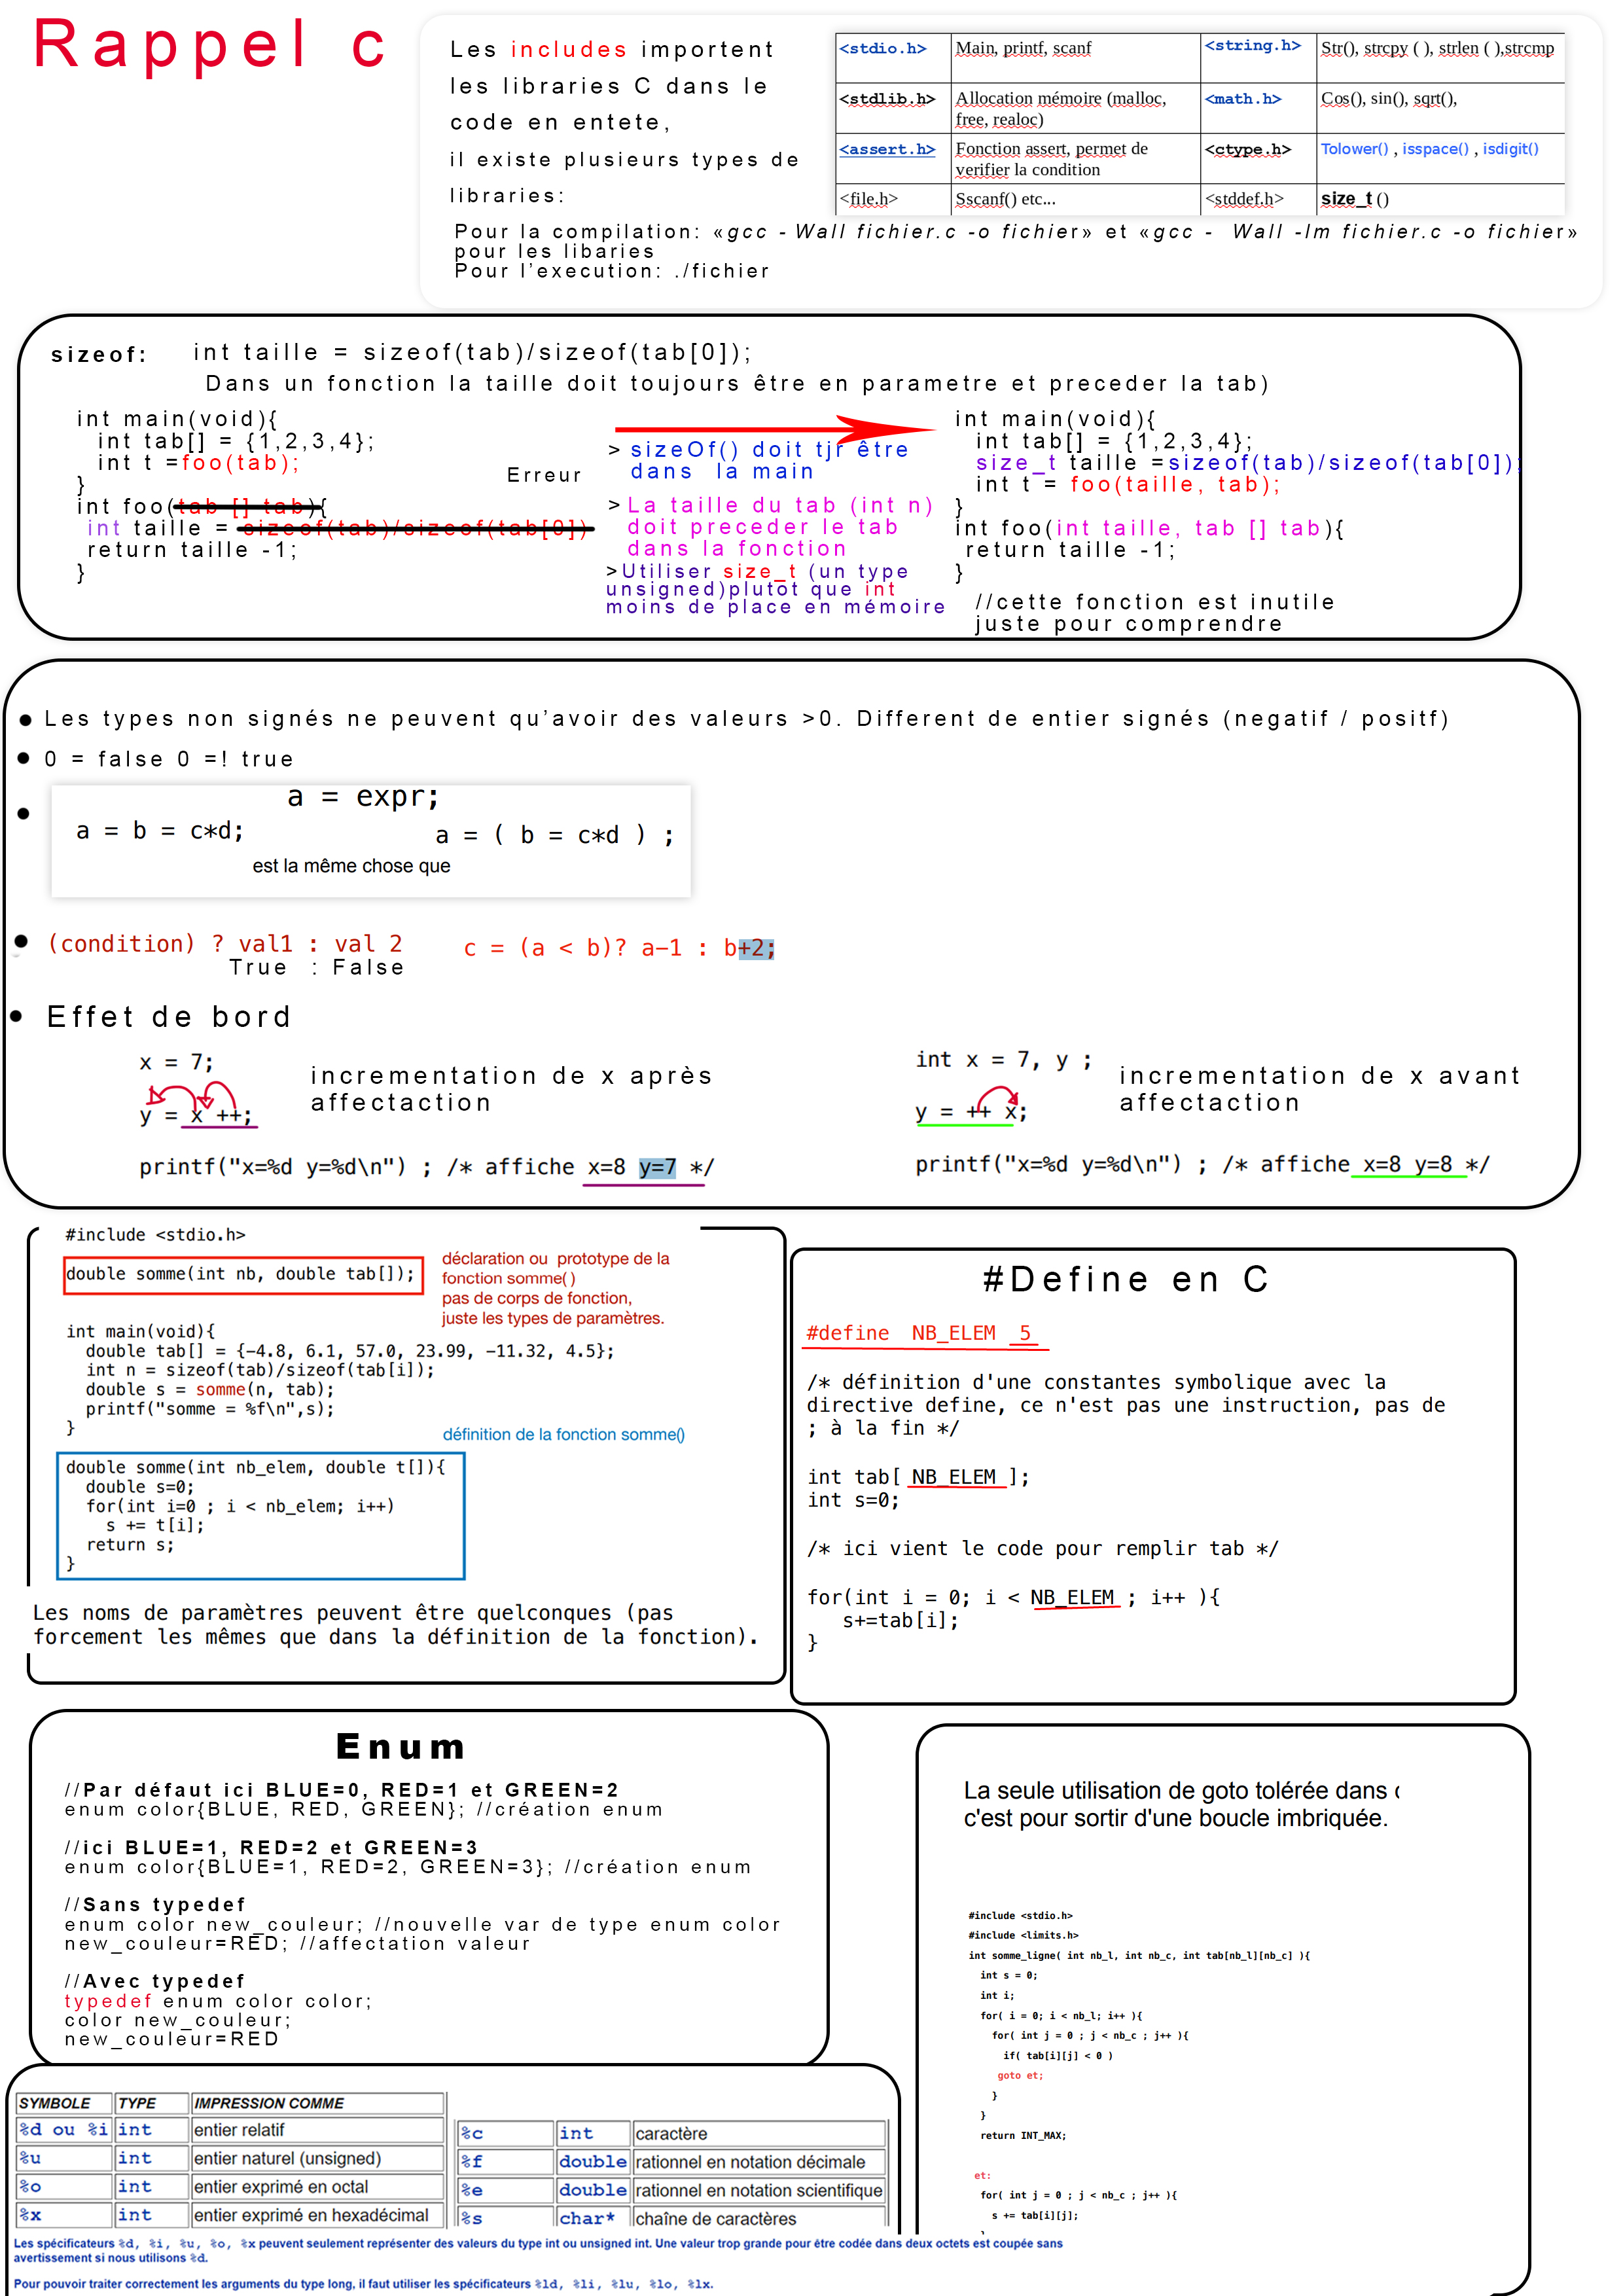 Rappel c
Les includes importent
les libraries C dans le
code en entete,
il existe plusieurs types de
libraries:
<stdio.h> Main, printf, scanf <string.h> Str(), strcpy ( ), strlen ( ),strcmp
<stdlib.h> Allocation mémoire (malloc, free, realoc) <math.h> Cos(), sin(), sqrt(),
<assert.h> Fonction assert, permet de verifier la condition <ctype.h> Tolower() , isspace() , isdigit()
<file.h> Sscanf() etc... <stddef.h> size_t ()
Pour la compilation: «gcc -Wall fichier.c -o fichier» et «gcc - Wall -lm fichier.c -o fichier»
pour les libaries
Pour l'execution: ./fichier
sizeof: int taille = sizeof(tab)/sizeof(tab[0]);
Dans un fonction la taille doit toujours être en parametre et preceder la tab)
int main(void){
int tab[] = {1,2,3,4};
int t =foo(tab);
}
int foo(tab [] tab){
int taille = sizeof(tab)/sizeof(tab[0])
return taille -1;
}
Erreur
> sizeOf() doit tjr être
dans la main
> La taille du tab (int n)
doit preceder le tab
dans la fonction
>Utiliser size_t (un type
unsigned)plutot que int
moins de place en mémoire
int main(void){
int tab[] = {1,2,3,4};
size_t taille =sizeof(tab)/sizeof(tab[0]);
int t = foo(taille, tab);
}
int foo(int taille, tab [] tab){
return taille -1;
}
//cette fonction est inutile
juste pour comprendre
● Les types non signés ne peuvent qu'avoir des valeurs >0. Different de entier signés (negatif / positf)
● 0 = false 0 =! true
● a = expr;
a = b = c*d; a = ( b = c*d ) ;
est la même chose que
● (condition) ? val1 : val 2 c = (a < b)? a-1 : b+2;
True : False
● Effet de bord
x = 7;
y = x ++;
printf("x=%d y=%d\n") ; /* affiche x=8 y=7 */
incrementation de x après
affectaction
int x = 7, y ;
y = ++ x;
printf("x=%d y=%d\n") ; /* affiche x=8 y=8 */
incrementation de x avant
affectaction
#include <stdio.h>
double somme(int nb, double tab[]);
déclaration ou prototype de la
fonction somme()
pas de corps de fonction,
juste les types de paramètres.
int main(void){
double tab[] = {-4.8, 6.1, 57.0, 23.99, -11.32, 4.5};
int n = sizeof(tab)/sizeof(tab[i]);
double s = somme(n, tab);
printf("somme = %f\n",s);
}
définition de la fonction somme()
double somme(int nb_elem, double t[]){
double s=0;
for(int i=0 ; i < nb_elem; i++)
s += t[i];
return s;
}
Les noms de paramètres peuvent être quelconques (pas
forcement les mêmes que dans la définition de la fonction).
#Define en C
#define NB_ELEM 5
/* définition d'une constantes symbolique avec la
directive define, ce n'est pas une instruction, pas de
; à la fin */
int tab[ NB_ELEM ];
int s=0;
/* ici vient le code pour remplir tab */
for(int i = 0; i < NB_ELEM ; i++ ){
s+=tab[i];
}
Enum
//Par défaut ici BLUE=0, RED=1 et GREEN=2
enum color{BLUE, RED, GREEN}; //création enum
//ici BLUE=1, RED=2 et GREEN=3
enum color{BLUE=1, RED=2, GREEN=3}; //création enum
//Sans typedef
enum color new_couleur; //nouvelle var de type enum color
new_couleur=RED; //affectation valeur
//Avec typedef
typedef enum color color;
color new_couleur;
new_couleur=RED
La seule utilisation de goto tolérée dans
c'est pour sortir d'une boucle imbriquée.
#include <stdio.h>
#include <limits.h>
int somme_ligne( int nb_l, int nb_c, int tab[nb_l][nb_c] ){
int s = 0;
int i;
for( i = 0; i < nb_l; i++ ){
for( int j = 0 ; j < nb_c ; j++ ){
if( tab[i][j] < 0 )
goto et;
}
}
return INT_MAX;
et:
for( int j = 0 ; j < nb_c ; j++ ){
s += tab[i][j];
SYMBOLE TYPE IMPRESSION COMME
%d ou %i int entier relatif
%u int entier naturel (unsigned)
%o int entier exprimé en octal
%x int entier exprimé en hexadécimal
%c int caractère
%f double rationnel en notation décimale
%e double rationnel en notation scientifique
%s char* chaîne de caractères
Les spécificateurs %d, %i, %u, %o, %x peuvent seulement représenter des valeurs du type int ou unsigned int. Une valeur trop grande pour être codée dans deux octets est coupée sans
avertissement si nous utilisons %d.
Pour pouvoir traiter correctement les arguments du type long, il faut utiliser les spécificateurs %ld, %li, %lu, %lo, %lx.